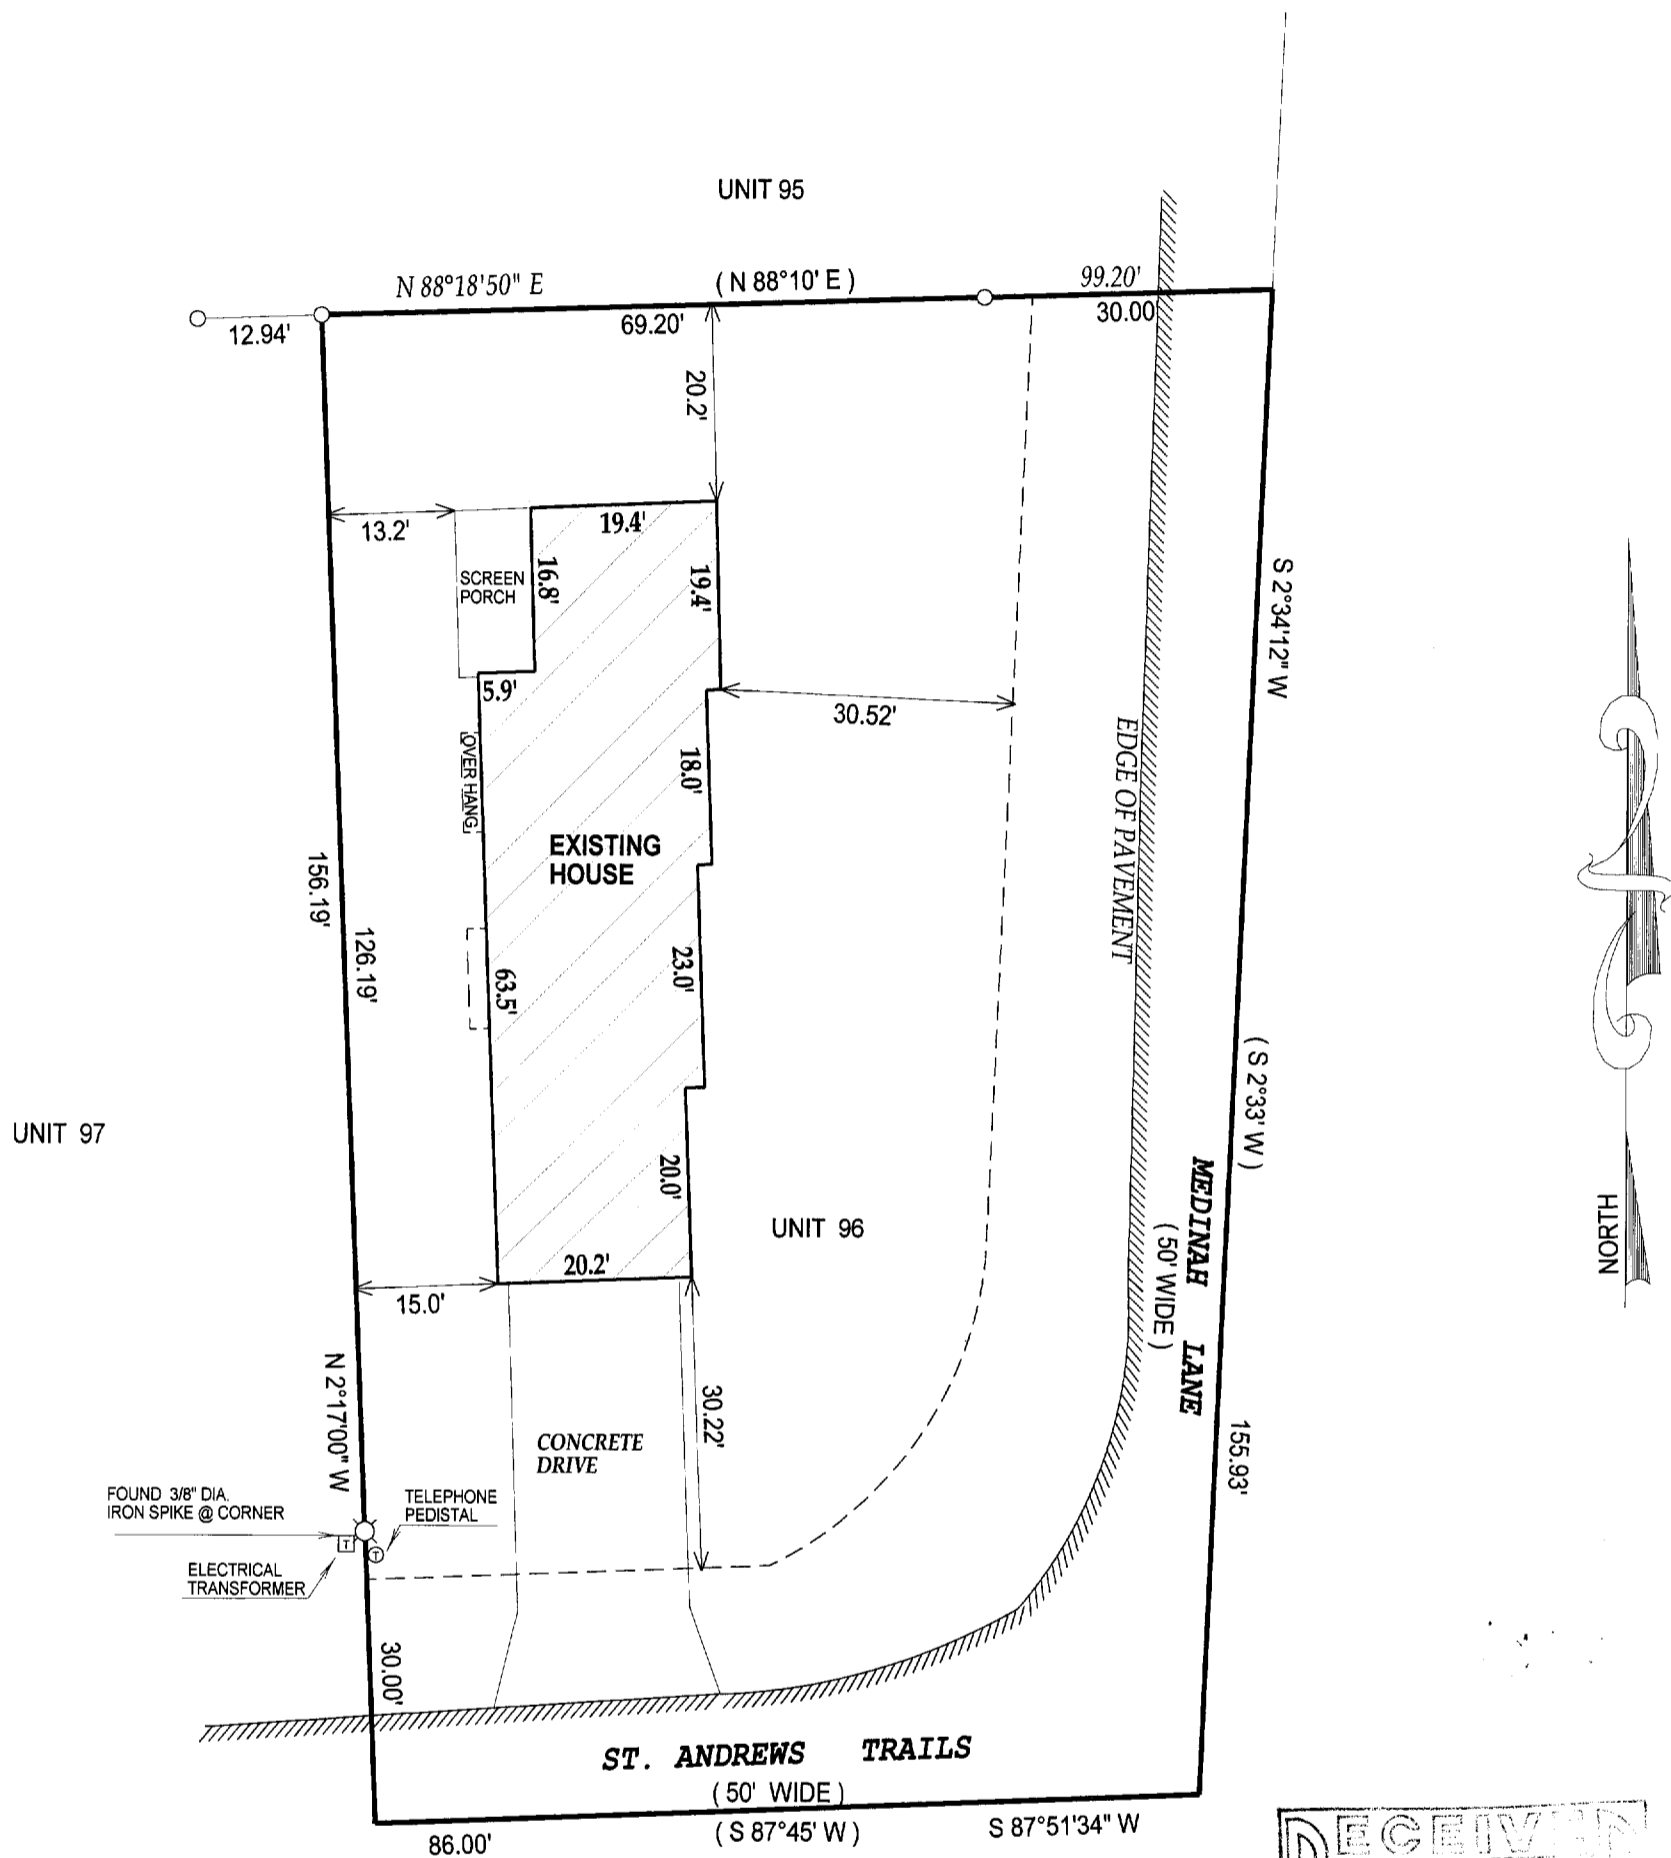 UNIT 95
N 88°18'50" E
( N 88°10' E )
99.20'
12.94'
69.20'
30.00
20.2'
13.2'
19.4'
SCREEN
PORCH
16.8'
19.4'
5.9'
30.52'
S 2°34'12" W
OVER HANG
18.0'
EXISTING
HOUSE
EDGE OF PAVEMENT
156.19'
126.19'
63.5'
23.0'
UNIT 97
( S 2°33' W )
20.0'
UNIT 96
MEDINAH LANE
( 50' WIDE )
NORTH
20.2'
15.0'
N 2°17'00" W
30.22'
CONCRETE
DRIVE
155.93'
FOUND 3/8" DIA.
IRON SPIKE @ CORNER
TELEPHONE
PEDISTAL
T
T
ELECTRICAL
TRANSFORMER
30.00'
ST. ANDREWS TRAILS
( 50' WIDE )
86.00'
( S 87°45' W )
S 87°51'34" W